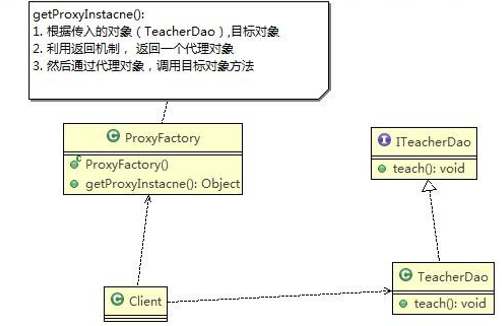 getProxyInstacne():
1. 根据传入的对象（TeacherDao）,目标对象
2. 利用返回机制， 返回一个代理对象
3. 然后通过代理对象，调用目标对象方法
ProxyFactory
ProxyFactory()
getProxyInstacne(): Object
ITeacherDao
teach(): void
Client
TeacherDao
teach(): void